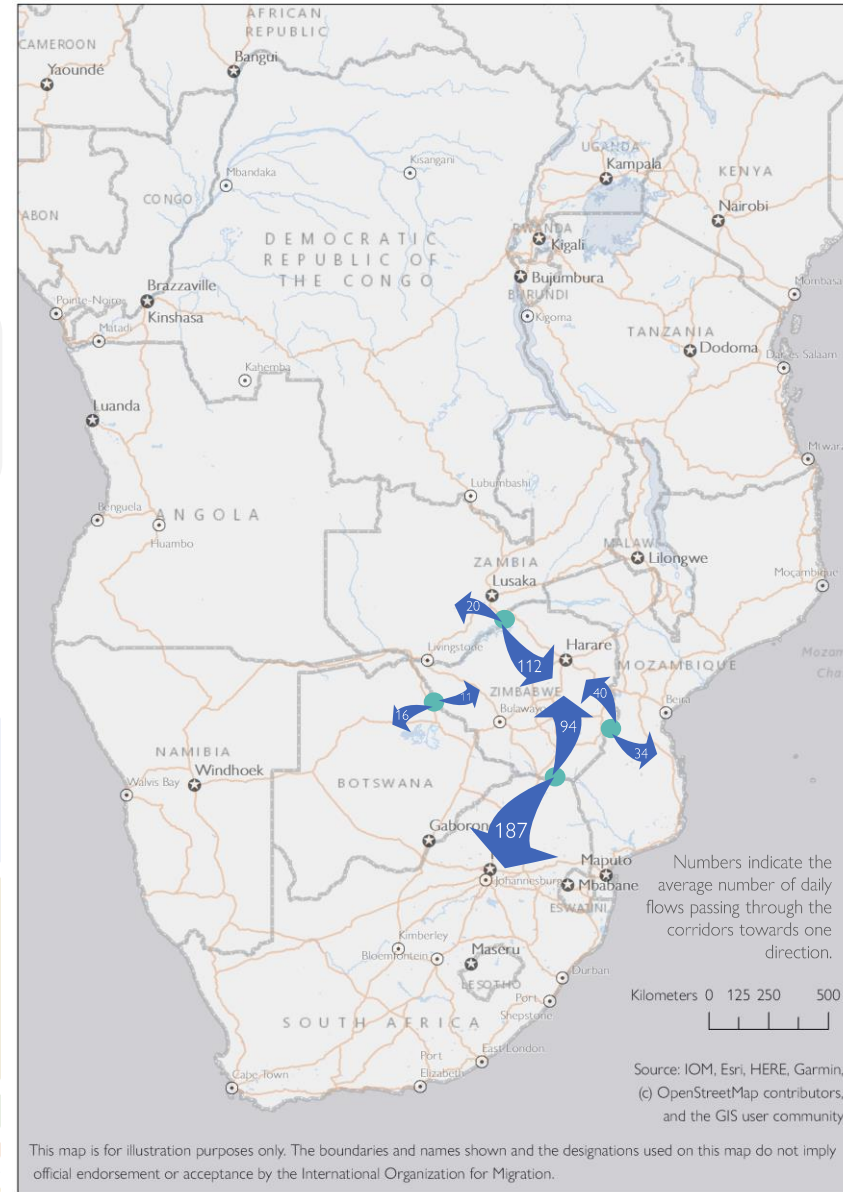 AFRICAN
REPUBLIC
CAMEROON
Bangui
Yaoundé
Kisangani
Mbandaka
UGANDA
Kampala
KENYA
CONGO
ABON
Nairobi
DEMOCRATIC
REPUBLIC OF
THE CONGO
RWANDA
Kigali
Bujumbura
BURUNDI
Brazzaville
Kinshasa
Pointe-Noire
Matadi
Mombasa
Kigoma
TANZANIA
Dodoma
Dar es Salaam
Kahemba
Luanda
Mtwara
Lubumbashi
Benguela
ANGOLA
Huambo
MALAWI
Lilongwe
ZAMBIA
Lusaka
Moçambique
20
Livingstone
Harare
112
MOZAMBIQUE
Mozam
Cha
ZIMBABWE
11
16
40
Bulawayo
Beira
94
34
NAMIBIA
Windhoek
Walvis Bay
BOTSWANA
187
Gaborone
Johannesburg
Maputo
Mbabane
ESWATINI
Numbers indicate the
average number of daily
flows passing through the
corridors towards one
direction.
Kimberley
Bloemfontein
Maseru
LESOTHO
Durban
Port
Shepstone
Kilometers 0 125 250 500
SOUTH AFRICA
East London
Port
Elizabeth
Cape Town
Source: IOM, Esri, HERE, Garmin,
(c) OpenStreetMap contributors,
and the GIS user community
This map is for illustration purposes only. The boundaries and names shown and the designations used on this map do not imply
official endorsement or acceptance by the International Organization for Migration.